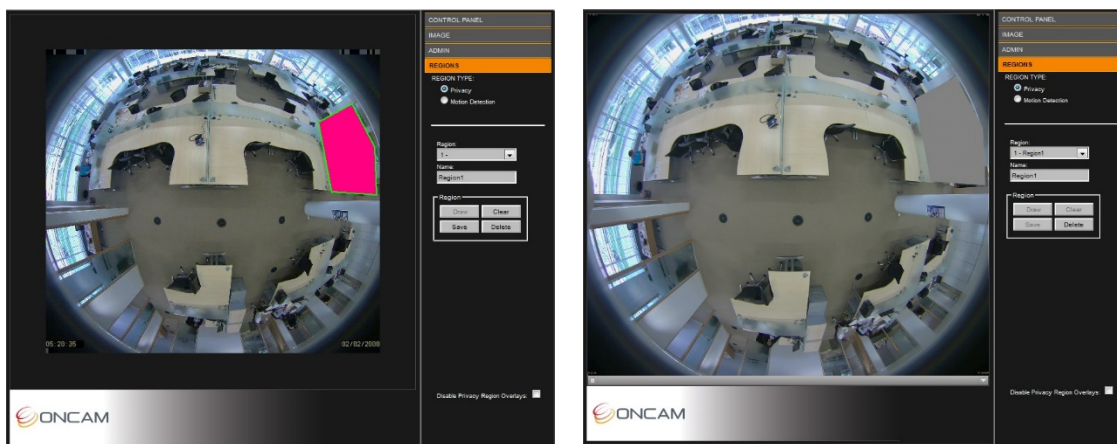 CONTROL PANEL
IMAGE
ADMIN
REGIONS
REGION TYPE:
Privacy
Motion Detection
Region:
1 -
Name:
Region1
Region
Draw Clear
Save Delete
05:28:35 02/02/2008
Disable Privacy Region Overlays:
ONCAM
CONTROL PANEL
IMAGE
ADMIN
REGIONS
REGION TYPE:
Privacy
Motion Detection
Region:
1 - Region1
Name:
Region1
Region
Draw Clear
Save Delete
Disable Privacy Region Overlays:
ONCAM